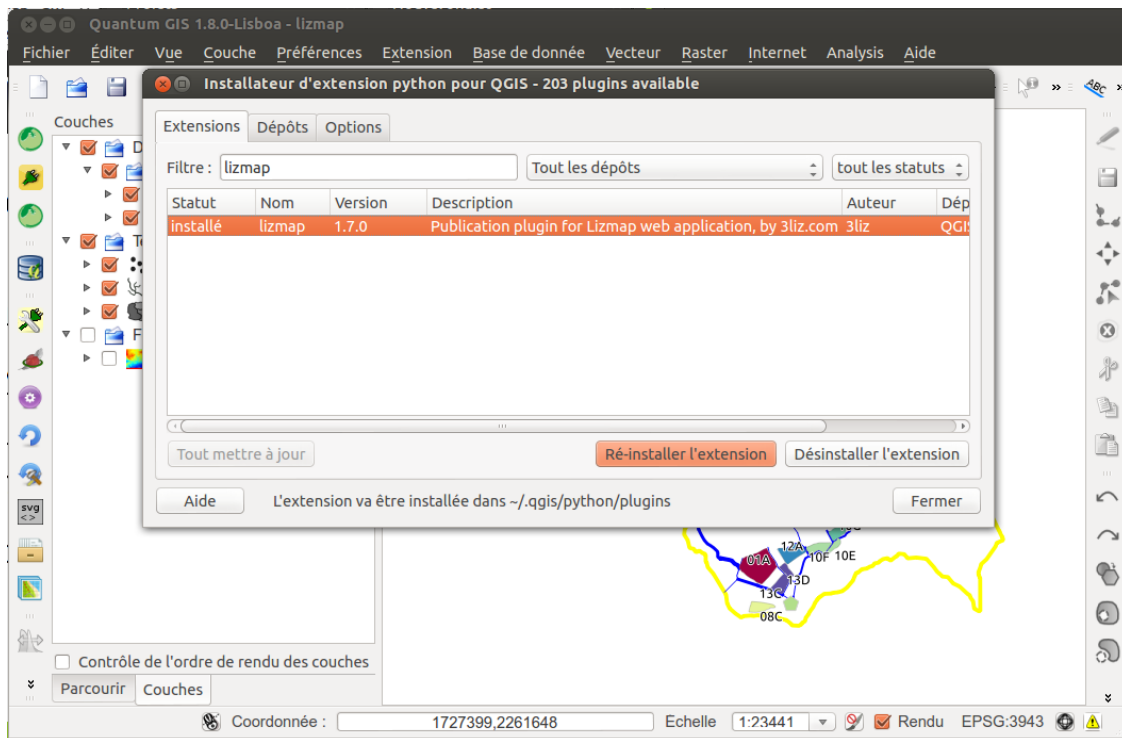 Quantum GIS 1.8.0-Lisboa - lizmap
Fichier Éditer Vue Couche Préférences Extension Base de donnée Vecteur Raster Internet Analysis Aide
Installateur d'extension python pour QGIS - 203 plugins available
ABC
Couches
Extensions Dépôts Options
Filtre : lizmap Tout les dépôts tout les statuts
Statut Nom Version Description Auteur Dép
installé lizmap 1.7.0 Publication plugin for Lizmap web application, by 3liz.com 3liz QGIS
Tout mettre à jour Ré-installer l'extension Désinstaller l'extension
Aide L'extension va être installée dans ~/.qgis/python/plugins Fermer
svg
<>
12A
01A 10F 10E
13D
13C
08C
Contrôle de l'ordre de rendu des couches
Parcourir Couches
Coordonnée : 1727399,2261648 Echelle 1:23441 Rendu EPSG:3943